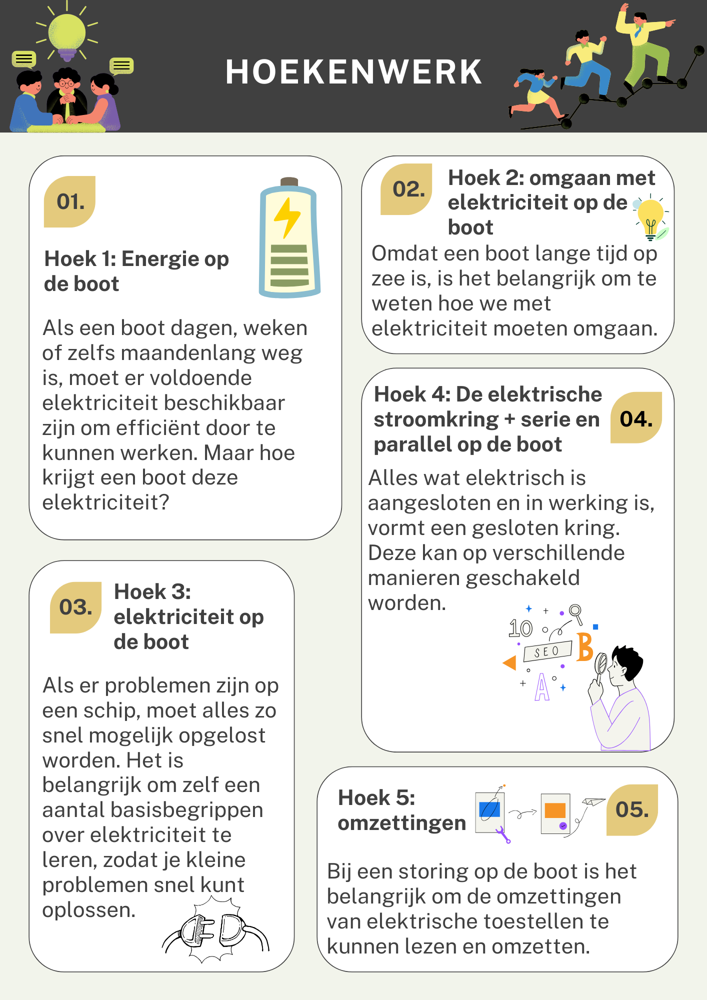 HOEKENWERK
01.
Hoek 1: Energie op
de boot
Als een boot dagen, weken
of zelfs maandenlang weg
is, moet er voldoende
elektriciteit beschikbaar
zijn om efficiënt door te
kunnen werken. Maar hoe
krijgt een boot deze
elektriciteit?
02.
Hoek 2: omgaan met
elektriciteit op de
boot
Omdat een boot lange tijd op
zee is, is het belangrijk om te
weten hoe we met
elektriciteit moeten omgaan.
03.
Hoek 3:
elektriciteit op
de boot
Als er problemen zijn op
een schip, moet alles zo
snel mogelijk opgelost
worden. Het is
belangrijk om zelf een
aantal basisbegrippen
over elektriciteit te
leren, zodat je kleine
problemen snel kunt
oplossen.
Hoek 4: De elektrische
stroomkring + serie en
parallel op de boot
04.
Alles wat elektrisch is
aangesloten en in werking is,
vormt een gesloten kring.
Deze kan op verschillende
manieren geschakeld
worden.
10
SEO
B
A
Hoek 5:
omzettingen
05.
Bij een storing op de boot is het
belangrijk om de omzettingen
van elektrische toestellen te
kunnen lezen en omzetten.